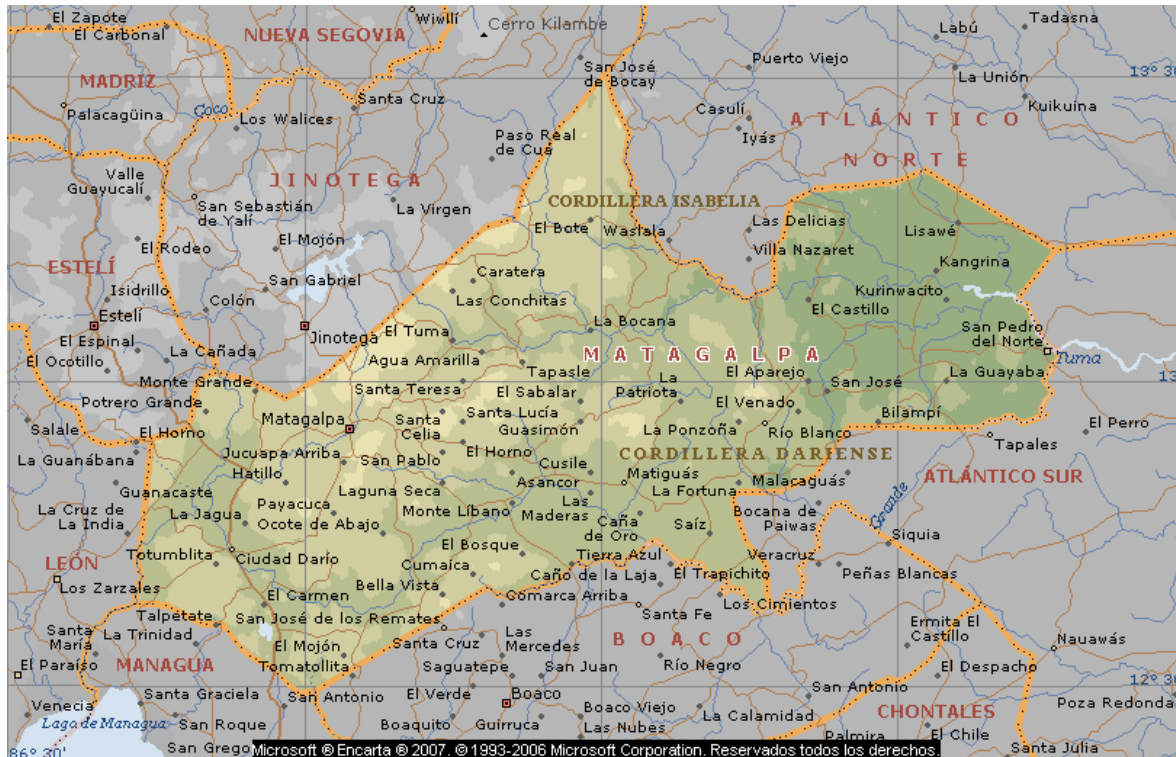 El Zapote
El Carbonal
Wiwllí
NUEVA SEGOVIA
Cerro Kilambe
Labú
Tadasna
San José
de Bocay
Puerto Viejo
La Unión
13° 30
MADRIZ
Palacagüina
Coco
Santa Cruz
Los Walices
Casulí
Kuikuina
Iyás
ATLÁNTICO
NORTE
Paso Real
de Cuá
Valle
Guayucalí
JINOTEGA
San Sebastián
de Yalí
La Virgen
CORDILLERA ISABELIA
El Bote
Waslala
Las Delicias
Lisawé
El Rodeo
El Mojón
Villa Nazaret
Kangrina
ESTELÍ
San Gabriel
Caratera
Isidrillo
Colón
Las Conchitas
Kurinwacito
El Castillo
Estelí
Jinotega
El Tuma
La Bocana
San Pedro
del Norte
El Espinal
La Cañada
El Ocotillo
Agua Amarilla
MATAGALPA
Tuma
Tapasle
El Aparejo
La Guayaba
13
Monte Grande
Santa Teresa
El Sabalar
La
Patriota
San José
Potrero Grande
Matagalpa
Santa
Celia
Santa Lucía
Guasimón
El Venado
Bilampí
Salale
El Horno
La Ponzoña
Río Blanco
El Perro
Tapales
La Guanábana
Jucuapa Arriba
Hatillo
San Pablo
El Horno
Cusile
CORDILLERA DARIENSE
Matiguás
Malacaguás
ATLÁNTICO SUR
Guanacaste
Payacuca
Laguna Seca
Asancor
La Fortuna
La Cruz de
La India
La Jagua
Ocote de Abajo
Monte Líbano
Las
Maderas
Caña
de Oro
Saíz
Bocana de
Paiwas
Grande
Siquia
Totumblita
Ciudad Darío
El Bosque
Tierra Azul
Veracruz
LEÓN
Cumaica
Caño de la Laja
El Trapichito
Peñas Blancas
Los Zarzales
Bella Vista
El Carmen
Comarca Arriba
Los Cimientos
Talpétate
San José de los Remates
Santa Fe
Ermita El
Castillo
Santa
María
La Trinidad
Santa Cruz
Las
Mercedes
BOACO
Nauawás
El Mojón
El Paraíso
MANAGUA
Tomatollita
Saguatepe
San Juan
Río Negro
El Despacho
12° 30
Santa Graciela
San Antonio
El Verde
Boaco
San Antonio
Venecia
Boaco Viejo
La Calamidad
CHONTALES
Poza Redonda
Lago de Managua
San Roque
Boaquito
Guirruca
Las Nubes
Palmira
El Chile
86° 30'
San Grego
Santa Julia
Microsoft ® Encarta ® 2007. © 1993-2006 Microsoft Corporation. Reservados todos los derechos.